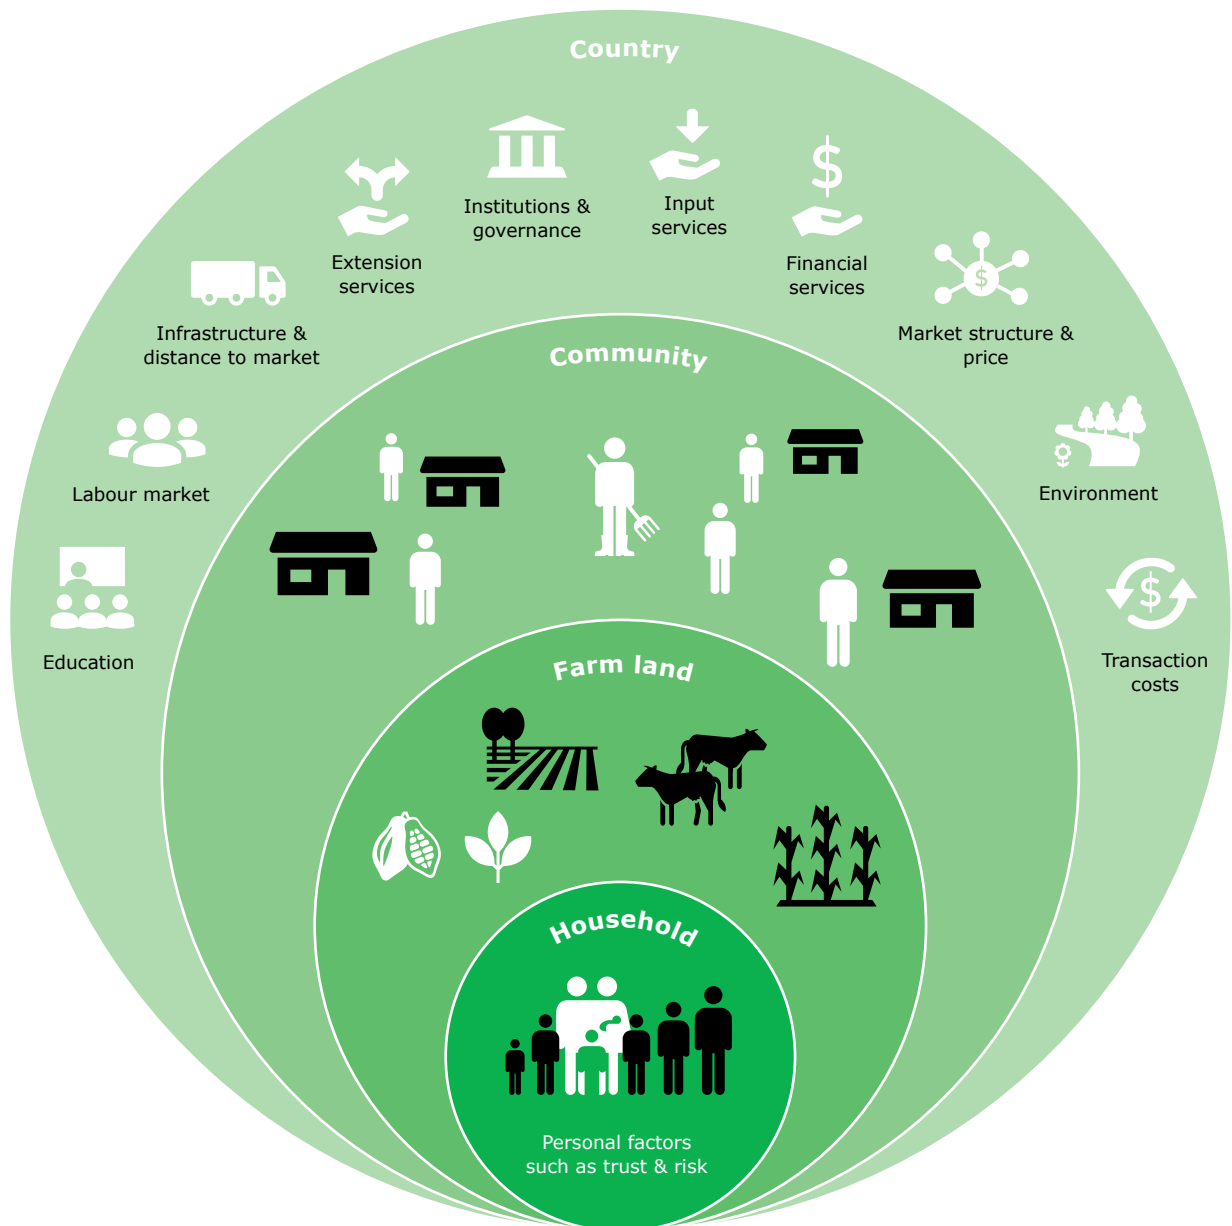 Country
Institutions &
governance
Input
services
Extension
services
Financial
services
Infrastructure &
distance to market
Market structure &
price
Community
Labour market
Environment
Education
Transaction
costs
Farm land
Household
Personal factors
such as trust & risk
$
$
$